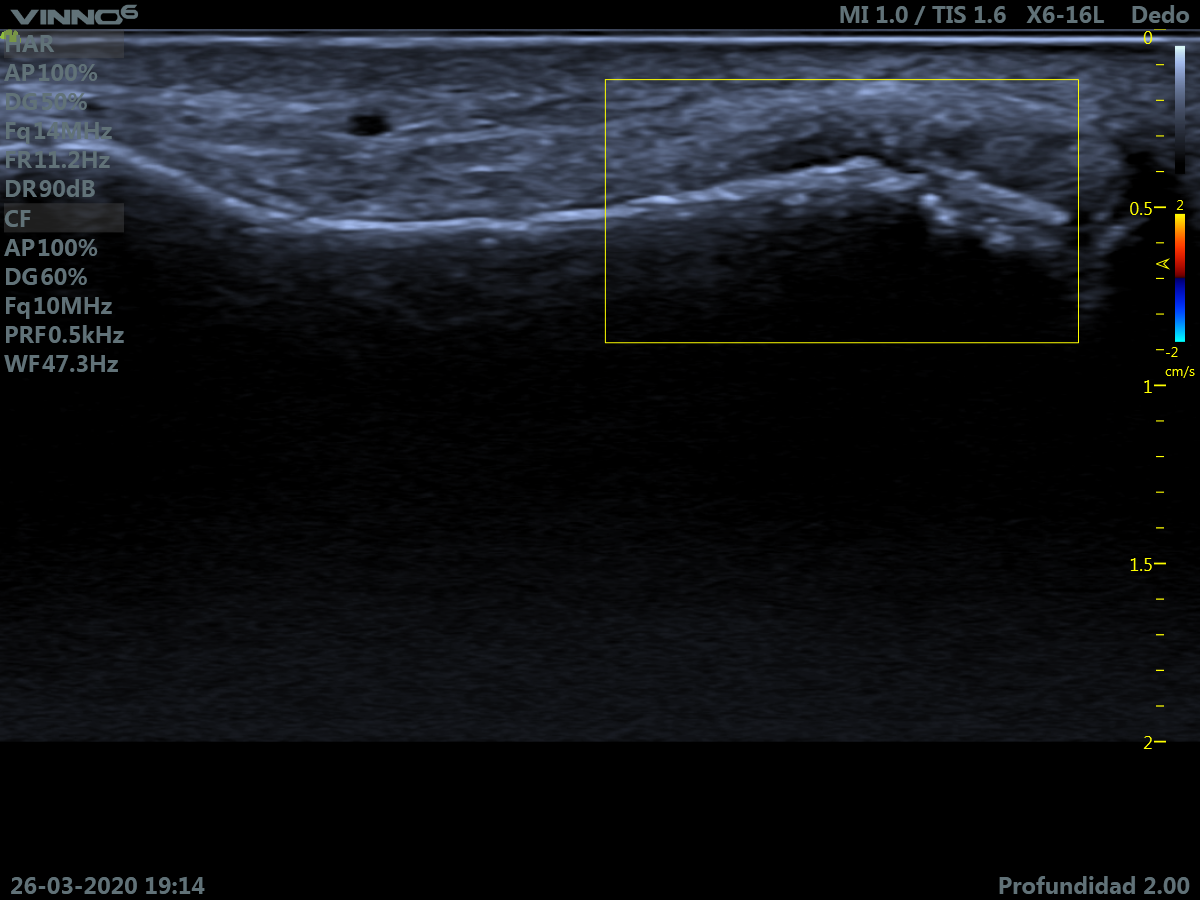 VINNO6
MI 1.0 / TIS 1.6 X6-16L Dedo
HAR
AP100%
DG50%
Fq14MHz
FR11.2Hz
DR90dB
CF
AP100%
DG60%
Fq10MHz
PRF0.5kHz
WF47.3Hz
0
0.5
2
-2
cm/s
1
1.5
2
26-03-2020 19:14
Profundidad 2.00